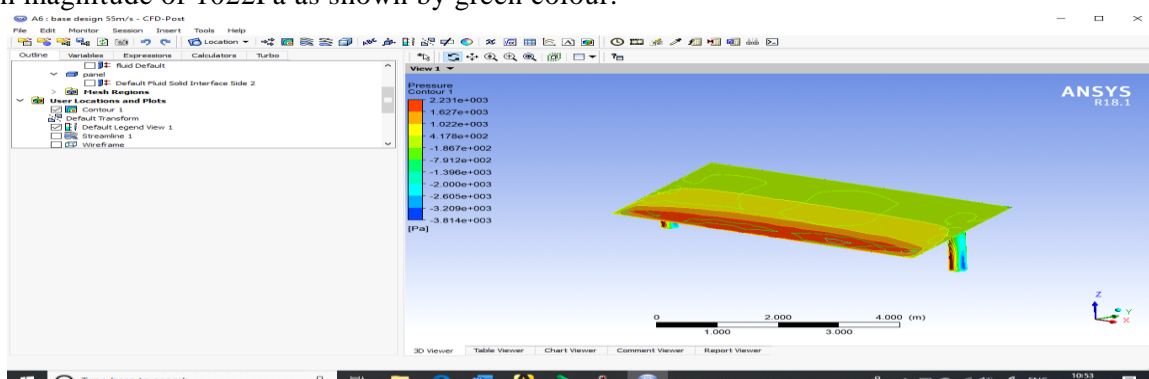 magnitude of 1022Pa as shown by green colour.
A6 : base design 55m/s - CFD-Post
File Edit Monitor Session Insert Tools Help
Location
Outline Variables Expressions Calculators Turbo
fluid Default
panel
Default Fluid Solid Interface Side 2
Mesh Regions
User Locations and Plots
Contour 1
Default Transform
Default Legend View 1
Streamline 1
Wireframe
View 1
Pressure
Contour 1
2.231e+003
1.627e+003
1.022e+003
4.178e+002
-1.867e+002
-7.912e+002
-1.396e+003
-2.000e+003
-2.605e+003
-3.209e+003
-3.814e+003
[Pa]
ANSYS
R18.1
0 2.000 4.000 (m)
1.000 3.000
Z
Y
X
3D Viewer Table Viewer Chart Viewer Comment Viewer Report Viewer
ENG 10:53